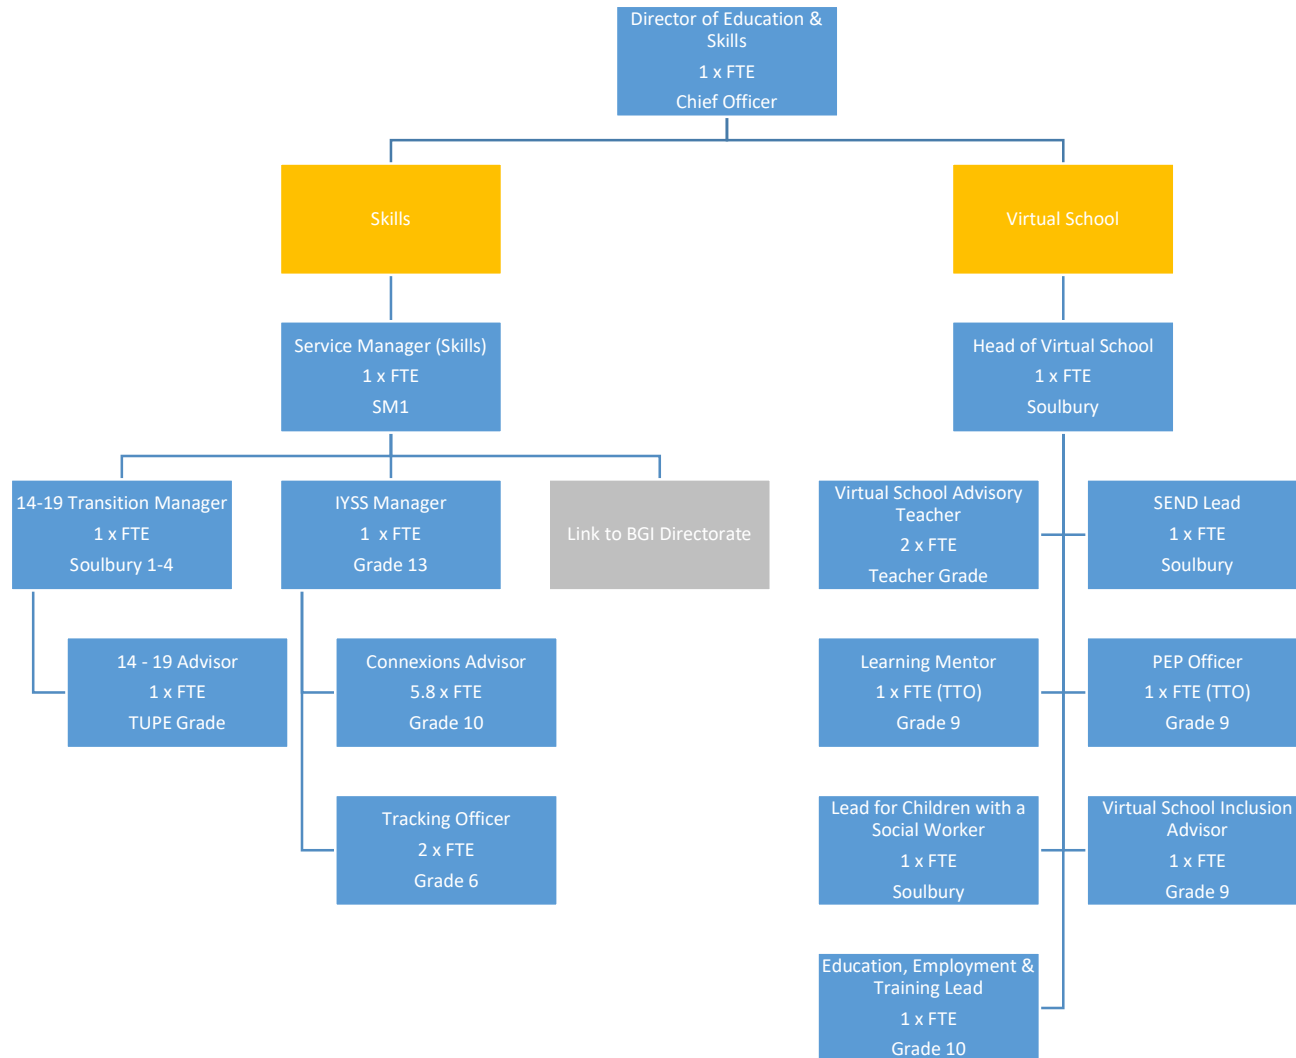 Director of Education &
Skills
1 x FTE
Chief Officer
Skills
Virtual School
Service Manager (Skills)
1 x FTE
SM1
Head of Virtual School
1 x FTE
Soulbury
14-19 Transition Manager
1 x FTE
Soulbury 1-4
IYSS Manager
1 x FTE
Grade 13
Link to BGI Directorate
Virtual School Advisory
Teacher
2 x FTE
Teacher Grade
SEND Lead
1 x FTE
Soulbury
14 - 19 Advisor
1 x FTE
TUPE Grade
Connexions Advisor
5.8 x FTE
Grade 10
Learning Mentor
1 x FTE (TTO)
Grade 9
PEP Officer
1 x FTE (TTO)
Grade 9
Tracking Officer
2 x FTE
Grade 6
Lead for Children with a
Social Worker
1 x FTE
Soulbury
Virtual School Inclusion
Advisor
1 x FTE
Grade 9
Education, Employment &
Training Lead
1 x FTE
Grade 10